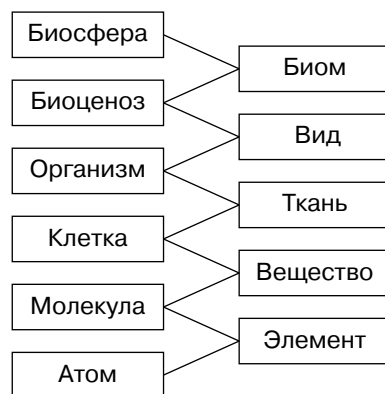 Биосфера
Биом
Биоценоз
Вид
Организм
Ткань
Клетка
Вещество
Молекула
Элемент
Атом